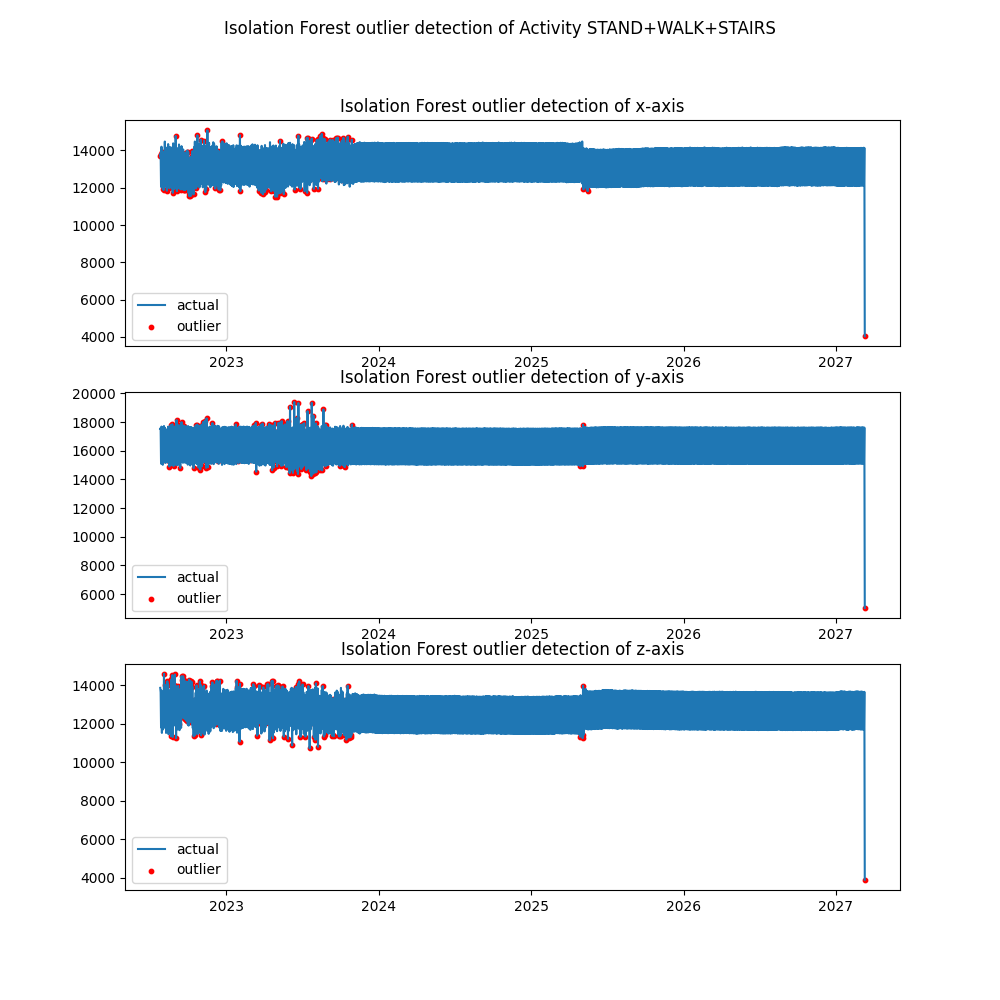 Isolation Forest outlier detection of Activity STAND+WALK+STAIRS
Isolation Forest outlier detection of x-axis
14000
12000
10000
8000
6000
4000
actual
outlier
2023 2024 2025 2026 2027
Isolation Forest outlier detection of y-axis
20000
18000
16000
14000
12000
10000
8000
6000
actual
outlier
2023 2024 2025 2026 2027
Isolation Forest outlier detection of z-axis
14000
12000
10000
8000
6000
4000
actual
outlier
2023 2024 2025 2026 2027